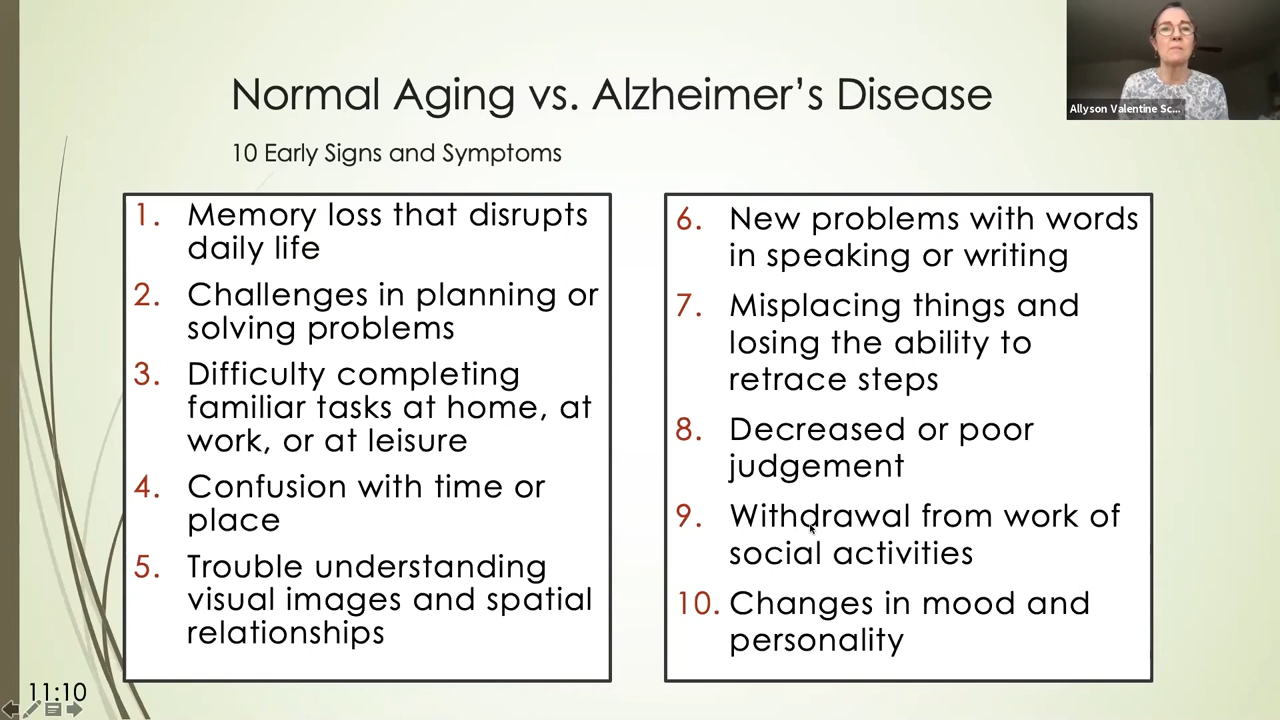 Normal Aging vs. Alzheimer's Disease
10 Early Signs and Symptoms
1. Memory loss that disrupts
daily life
2. Challenges in planning or
solving problems
3. Difficulty completing
familiar tasks at home, at
work, or at leisure
4. Confusion with time or
place
5. Trouble understanding
visual images and spatial
relationships
6. New problems with words
in speaking or writing
7. Misplacing things and
losing the ability to
retrace steps
8. Decreased or poor
judgement
9. Withdrawal from work of
social activities
10. Changes in mood and
personality
Allyson Valentine Sc...
11:10